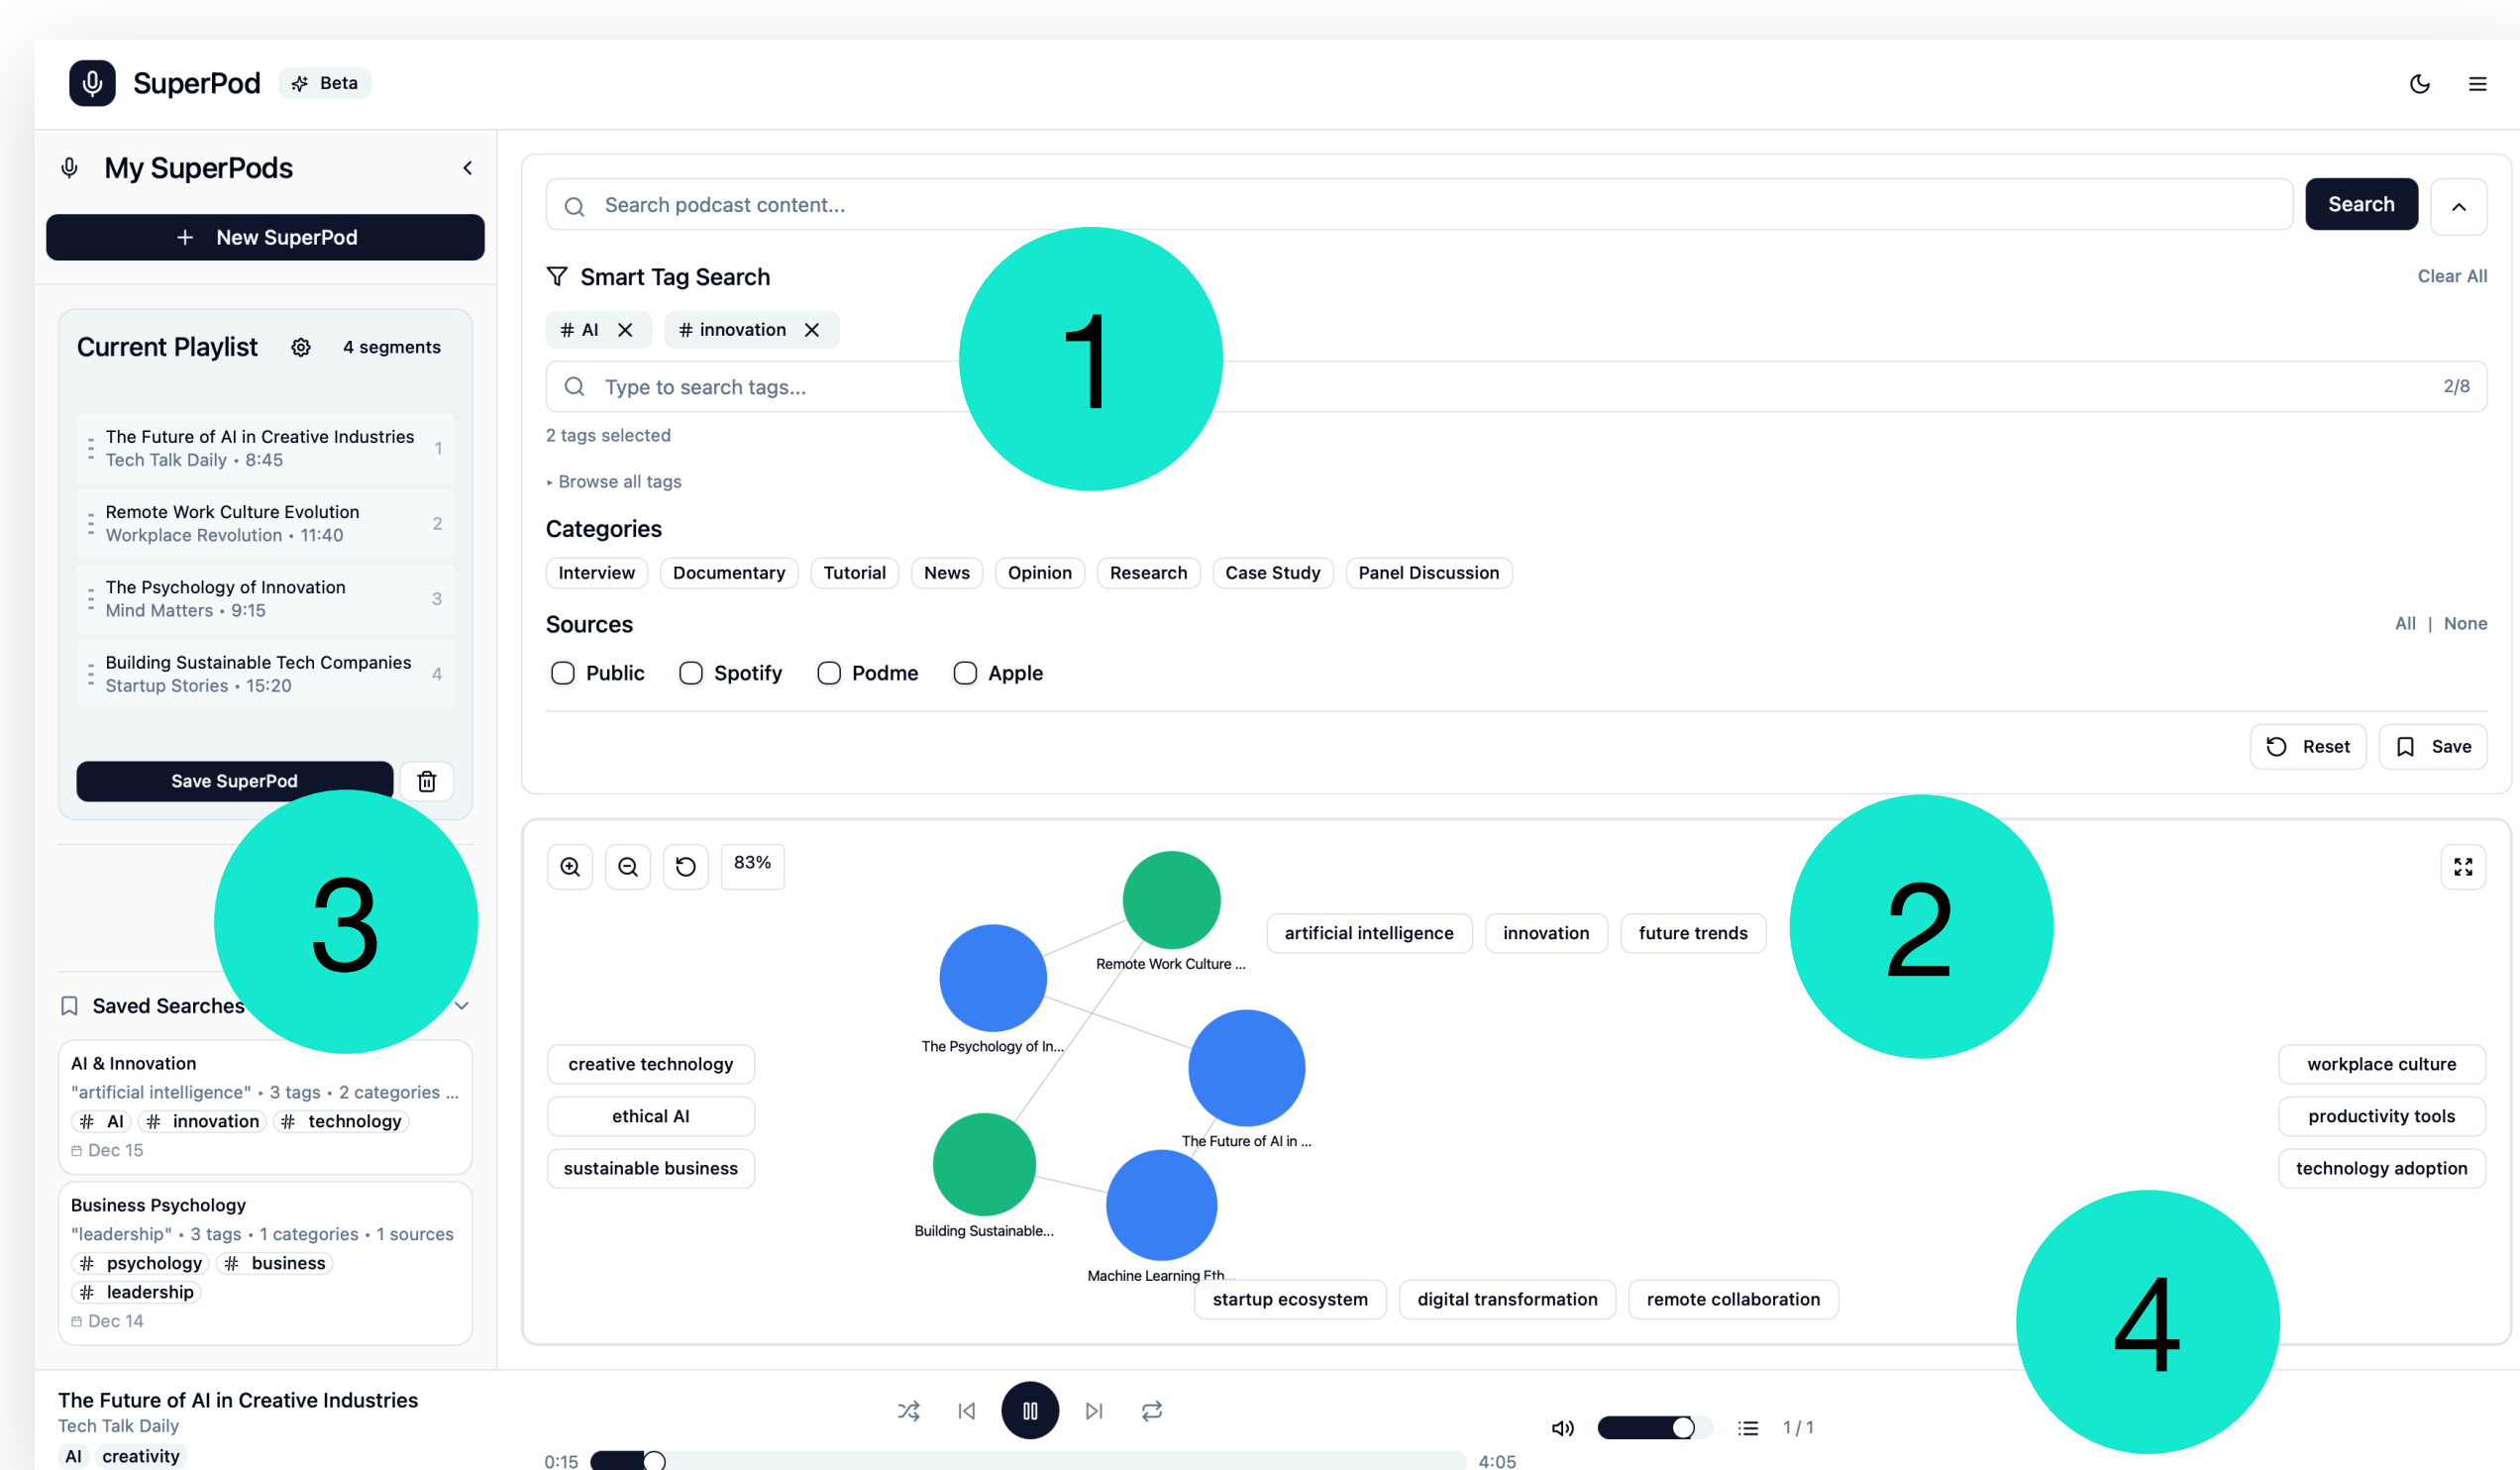 SuperPod Beta
My SuperPods
+ New SuperPod
Current Playlist 4 segments
The Future of AI in Creative Industries 1
Tech Talk Daily • 8:45
Remote Work Culture Evolution 2
Workplace Revolution • 11:40
The Psychology of Innovation 3
Mind Matters • 9:15
Building Sustainable Tech Companies 4
Startup Stories • 15:20
Save SuperPod
3
Saved Searches
AI & Innovation
"artificial intelligence" • 3 tags • 2 categories ...
# AI # innovation # technology
Dec 15
Business Psychology
"leadership" • 3 tags • 1 categories • 1 sources
# psychology # business
# leadership
Dec 14
Search podcast content... Search
Smart Tag Search Clear All
# AI # innovation
1
Type to search tags... 2/8
2 tags selected
Browse all tags
Categories
Interview Documentary Tutorial News Opinion Research Case Study Panel Discussion
Sources All | None
Public Spotify Podme Apple
Reset Save
83%
2
artificial intelligence innovation future trends
Remote Work Culture ...
The Psychology of In...
creative technology
ethical AI
sustainable business
workplace culture
productivity tools
technology adoption
The Future of AI in ...
Building Sustainable...
Machine Learning Eth...
startup ecosystem digital transformation remote collaboration
4
The Future of AI in Creative Industries
Tech Talk Daily
AI creativity
0:15 4:05
1 / 1